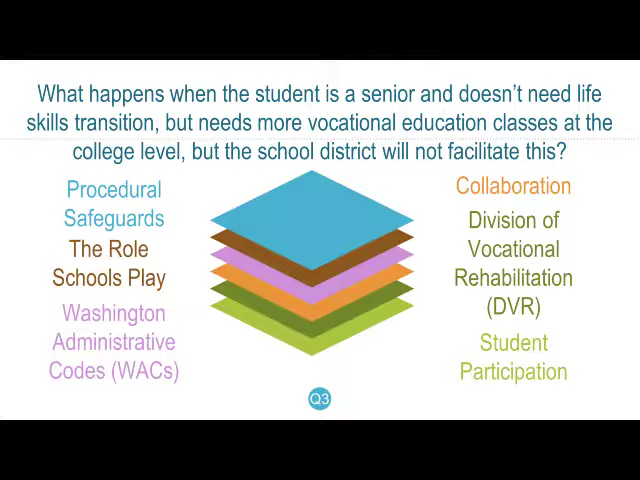 What happens when the student is a senior and doesn’t need life
skills transition, but needs more vocational education classes at the
college level, but the school district will not facilitate this?
Procedural
Safeguards
The Role
Schools Play
Washington
Administrative
Codes (WACs)
Collaboration
Division of
Vocational
Rehabilitation
(DVR)
Student
Participation
Q3